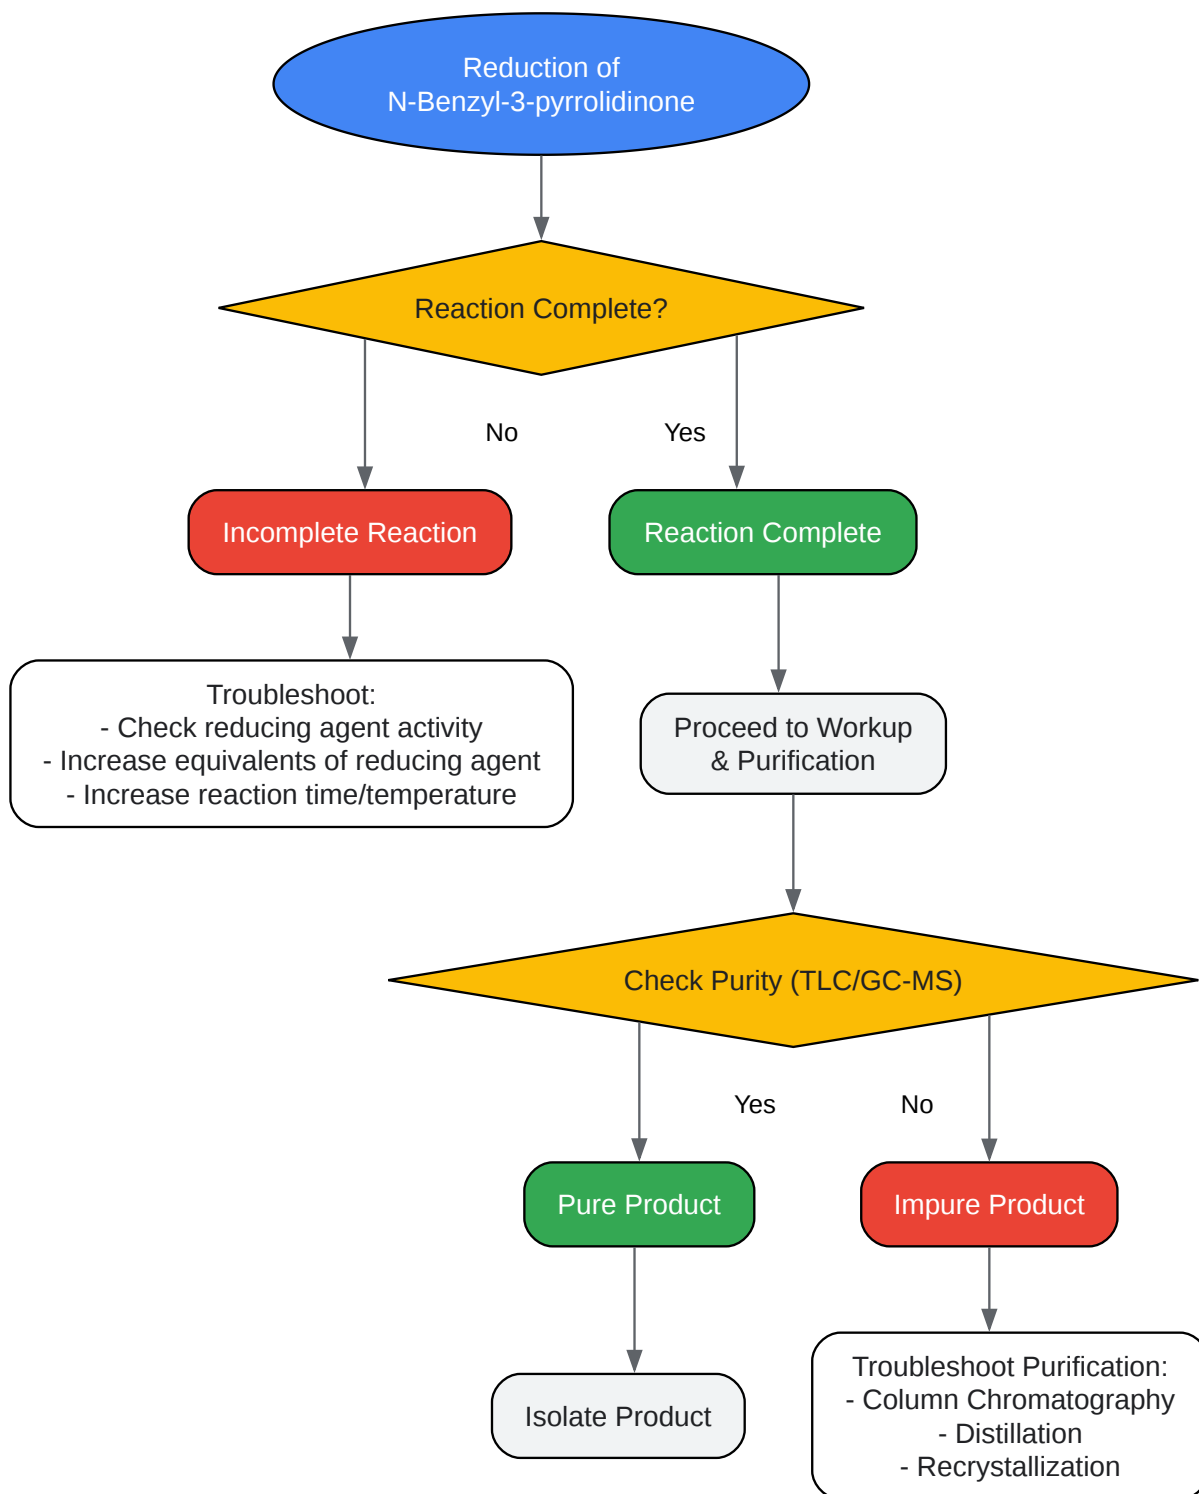 Reduction of
N-Benzyl-3-pyrrolidinone
Reaction Complete?
No
Yes
Incomplete Reaction
Reaction Complete
Troubleshoot:
- Check reducing agent activity
- Increase equivalents of reducing agent
- Increase reaction time/temperature
Proceed to Workup
& Purification
Check Purity (TLC/GC-MS)
Yes
No
Pure Product
Impure Product
Isolate Product
Troubleshoot Purification:
- Column Chromatography
- Distillation
- Recrystallization